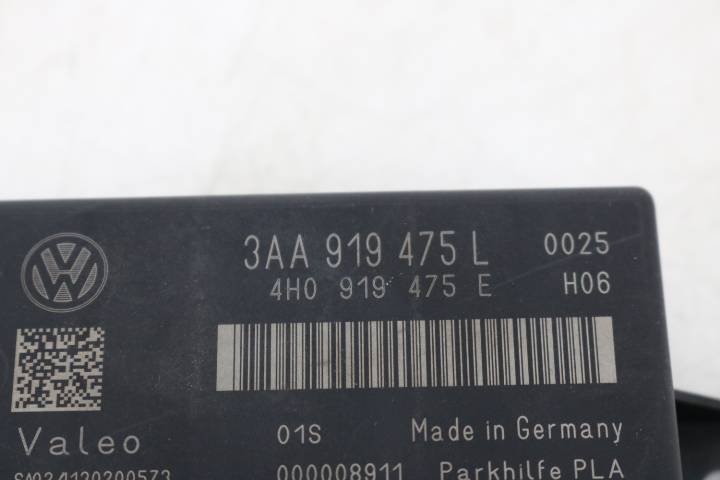 3AA 919 475 L 0025
4H0 919 475 E H06
Valeo 01S Made in Germany
000008911 Parkhilfe PLA